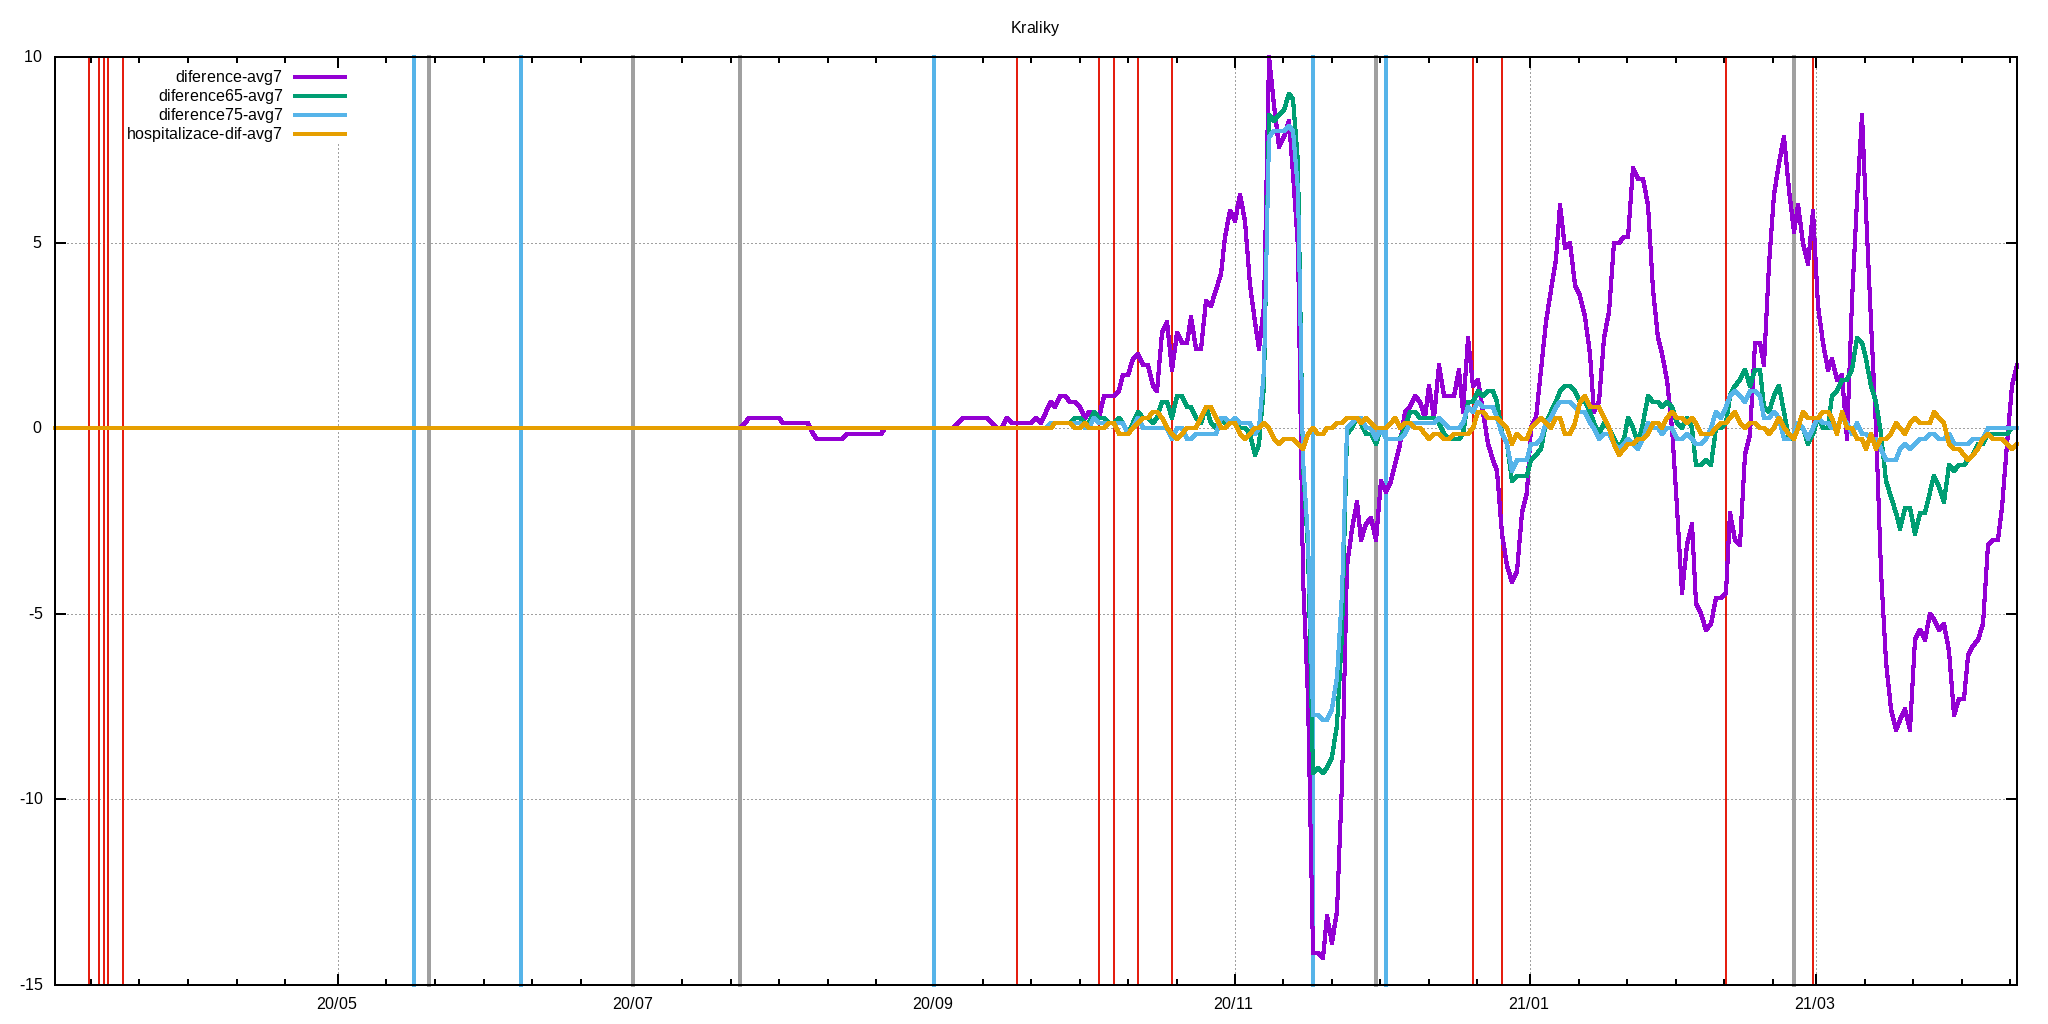 Kraliky
10
diference-avg7
diference65-avg7
diference75-avg7
hospitalizace-dif-avg7
5
0
-5
-10
-15
20/05 20/07 20/09 20/11 21/01 21/03